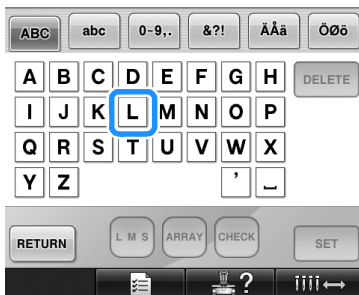 ABC abc 0~9,. &?! ÄÅä ÖØö
A B C D E F G H DELETE
I J K L M N O P
Q R S T U V W X
Y Z ’ ⌴
RETURN L M S ARRAY CHECK SET
?